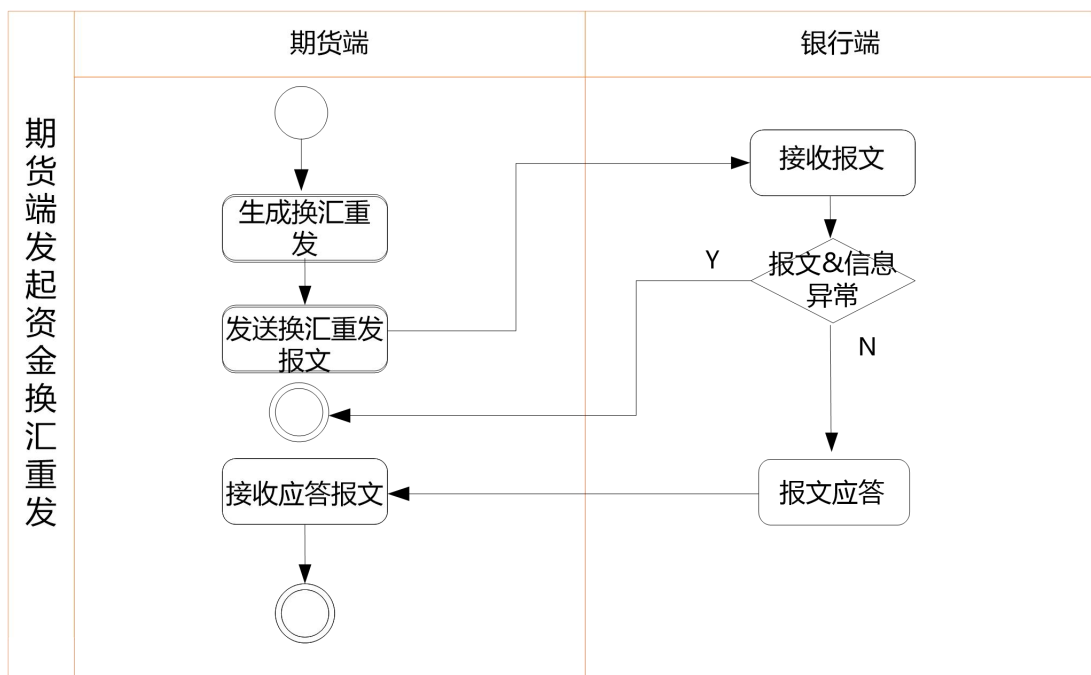 期货端
银行端
期货端发起资金换汇重发
生成换汇重
发
发送换汇重发
报文
接收应答报文
接收报文
报文&信息
异常
Y
N
报文应答